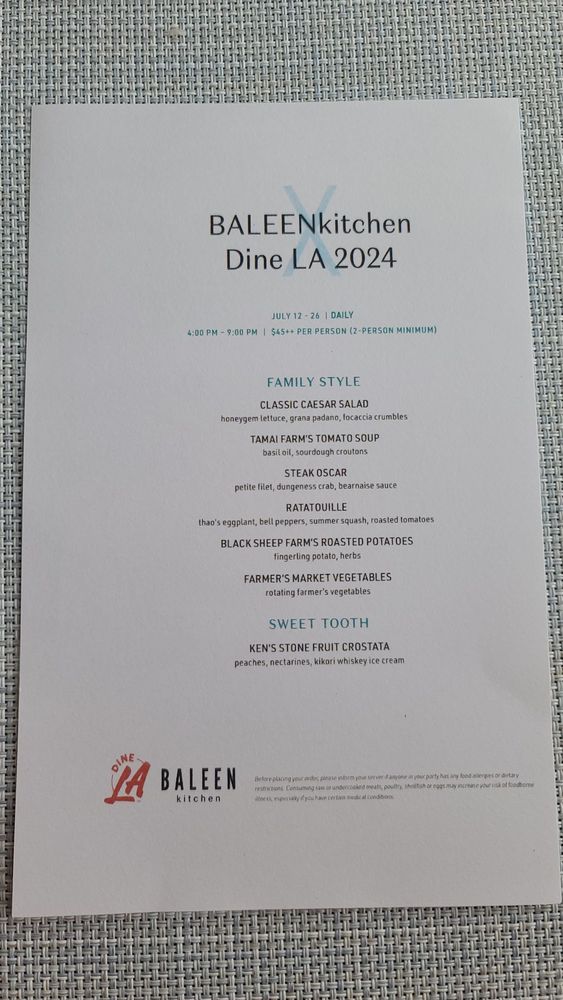 X
BALEENkitchen
Dine LA 2024
JULY 12 - 26 | DAILY
4:00 PM - 9:00 PM | $45++ PER PERSON (2-PERSON MINIMUM)
FAMILY STYLE
CLASSIC CAESAR SALAD
honeygem lettuce, grana padano, focaccia crumbles
TAMAI FARM'S TOMATO SOUP
basil oil, sourdough croutons
STEAK OSCAR
petite filet, dungeness crab, bearnaise sauce
RATATOUILLE
thao's eggplant, bell peppers, summer squash, roasted tomatoes
BLACK SHEEP FARM'S ROASTED POTATOES
fingerling potato, herbs
FARMER'S MARKET VEGETABLES
rotating farmer's vegetables
SWEET TOOTH
KEN'S STONE FRUIT CROSTATA
peaches, nectarines, kikori whiskey ice cream
DINE
LA
BALEEN
kitchen
Before placing your order, please inform your server if anyone in your party has any food allergies or dietary
restrictions. Consuming raw or undercooked meats, poultry, shellfish or eggs may increase your risk of foodborne
illness, especially if you have certain medical conditions.